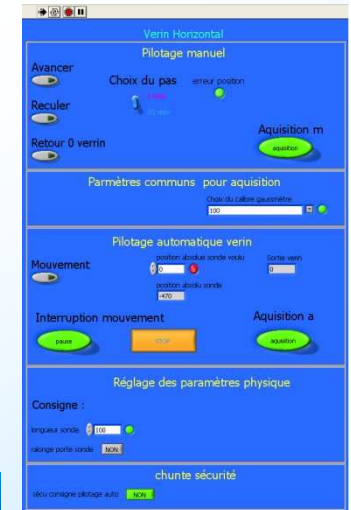 Verin Horizontal
Pilotage manuel
Avancer
Choix du pas
erreur position
Reculer
Retour 0 verrin
Aquisition m
aquisition
Parmètres communs pour aquisition
Choix du calbre gaussmètre
100
Pilotage automatique verin
Mouvement
position absolue sonde voulu
0
Sortie verin
0
position absolu sonde
-470
Interruption mouvement
pause
STOP
Aquisition a
aquisition
Réglage des paramètres physique
Consigne :
longueur sonde
100
ralonge porte sonde
NON
chunte sécurité
sécu consigne pilotage auto
NON